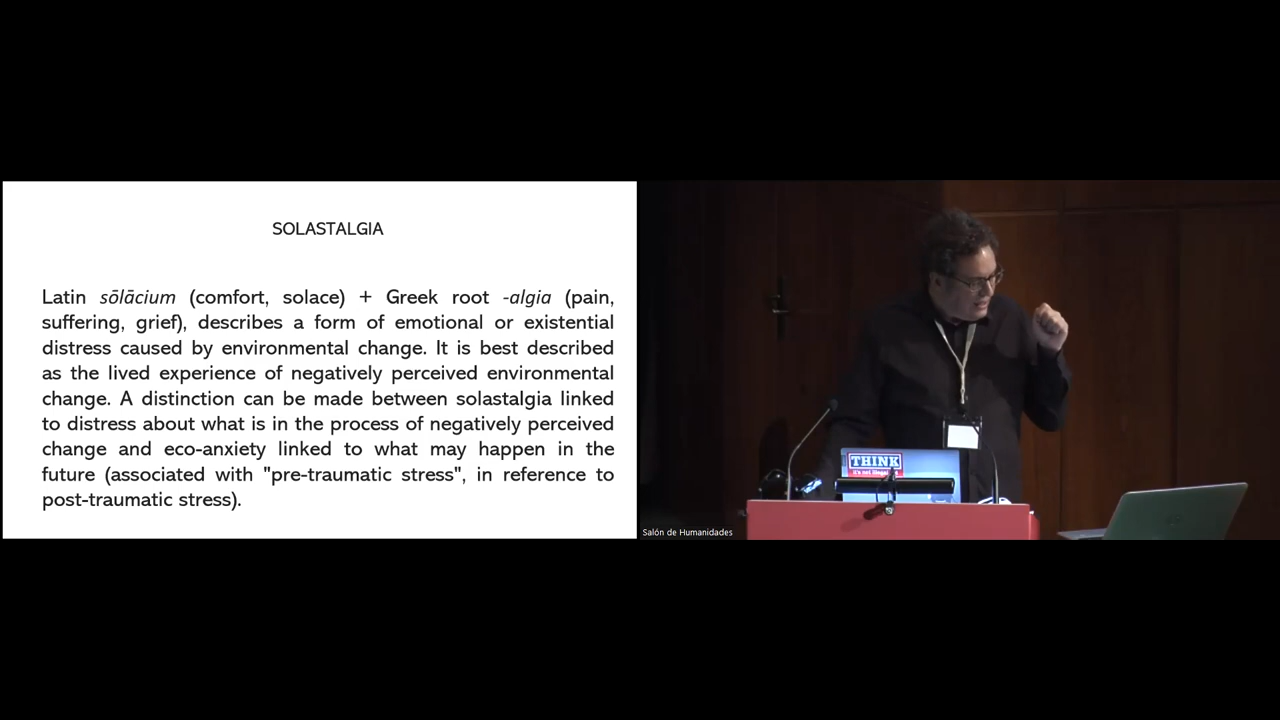 SOLASTALGIA
Latin sōlācium (comfort, solace) + Greek root -algia (pain,
suffering, grief), describes a form of emotional or existential
distress caused by environmental change. It is best described
as the lived experience of negatively perceived environmental
change. A distinction can be made between solastalgia linked
to distress about what is in the process of negatively perceived
change and eco-anxiety linked to what may happen in the
future (associated with "pre-traumatic stress", in reference to
post-traumatic stress).
THINK
it's not illegal
Salón de Humanidades